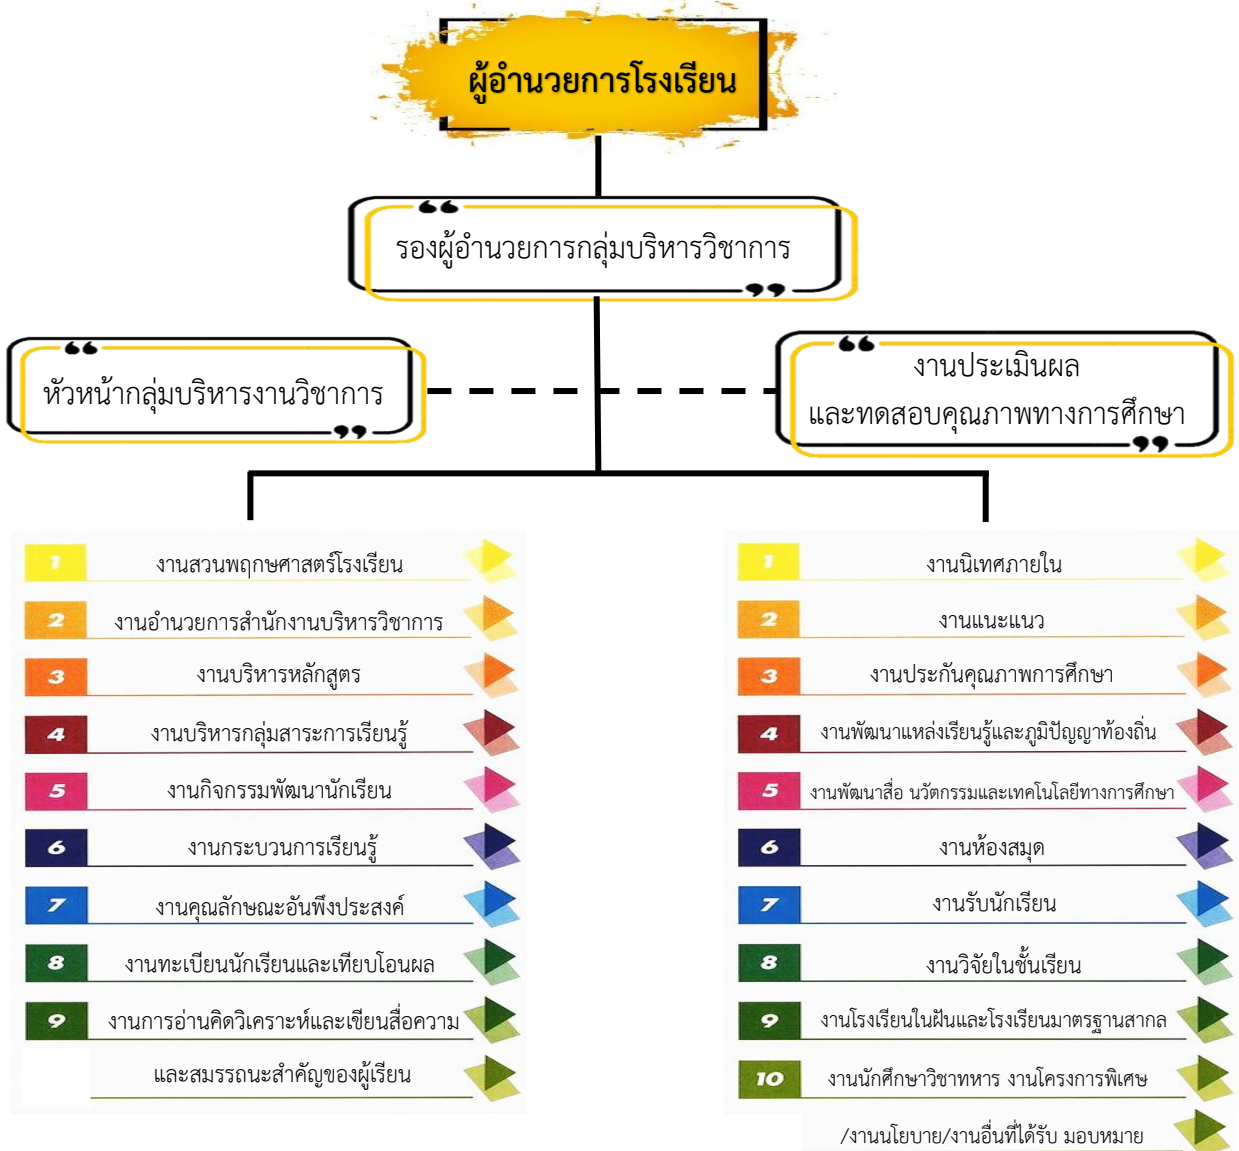 ผู้อำนวยการโรงเรียน
รองผู้อำนวยการกลุ่มบริหารวิชาการ
หัวหน้ากลุ่มบริหารงานวิชาการ
งานประเมินผล
และทดสอบคุณภาพทางการศึกษา
1 งานสวนพฤกษศาสตร์โรงเรียน
2 งานอำนวยการสำนักงานบริหารวิชาการ
3 งานบริหารหลักสูตร
4 งานบริหารกลุ่มสาระการเรียนรู้
5 งานกิจกรรมพัฒนานักเรียน
6 งานกระบวนการเรียนรู้
7 งานคุณลักษณะอันพึงประสงค์
8 งานทะเบียนนักเรียนและเทียบโอนผล
9 งานการอ่านคิดวิเคราะห์และเขียนสื่อความ
และสมรรถนะสำคัญของผู้เรียน
1 งานนิเทศภายใน
2 งานแนะแนว
3 งานประกันคุณภาพการศึกษา
4 งานพัฒนาแหล่งเรียนรู้และภูมิปัญญาท้องถิ่น
5 งานพัฒนาสื่อ นวัตกรรมและเทคโนโลยีทางการศึกษา
6 งานห้องสมุด
7 งานรับนักเรียน
8 งานวิจัยในชั้นเรียน
9 งานโรงเรียนในฝันและโรงเรียนมาตรฐานสากล
10 งานนักศึกษาวิชาทหาร งานโครงการพิเศษ
/งานนโยบาย/งานอื่นที่ได้รับ มอบหมาย